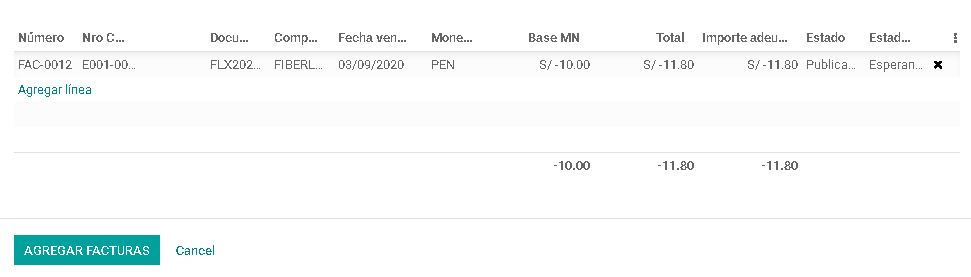 Número Nro C... Docu... Comp... Fecha ven... Mone... Base MN Total Importe adeu... Estado Estad...
FAC-0012 E001-00... FLX202... FIBERL... 03/09/2020 PEN S/ -10.00 S/ -11.80 S/ -11.80 Publica... Esperan...
Agregar línea
-10.00 -11.80 -11.80
AGREGAR FACTURAS Cancel